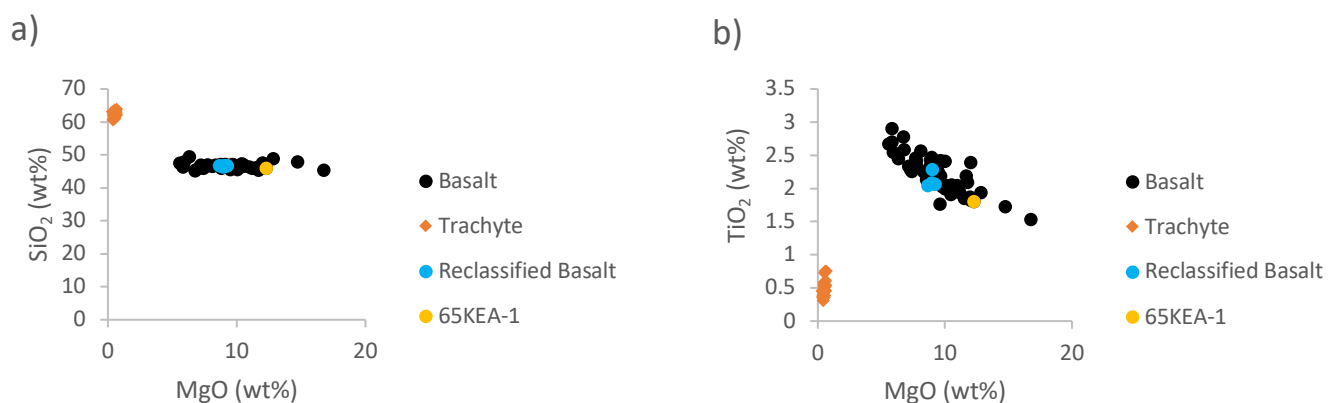 a)
70
60
50
40
30
20
10
0
0 10 20
SiO2 (wt%)
MgO (wt%)
Basalt
Trachyte
Reclassified Basalt
65KEA-1
b)
3.5
3
2.5
2
1.5
1
0.5
0
0 10 20
TiO2 (wt%)
MgO (wt%)
Basalt
Trachyte
Reclassified Basalt
65KEA-1